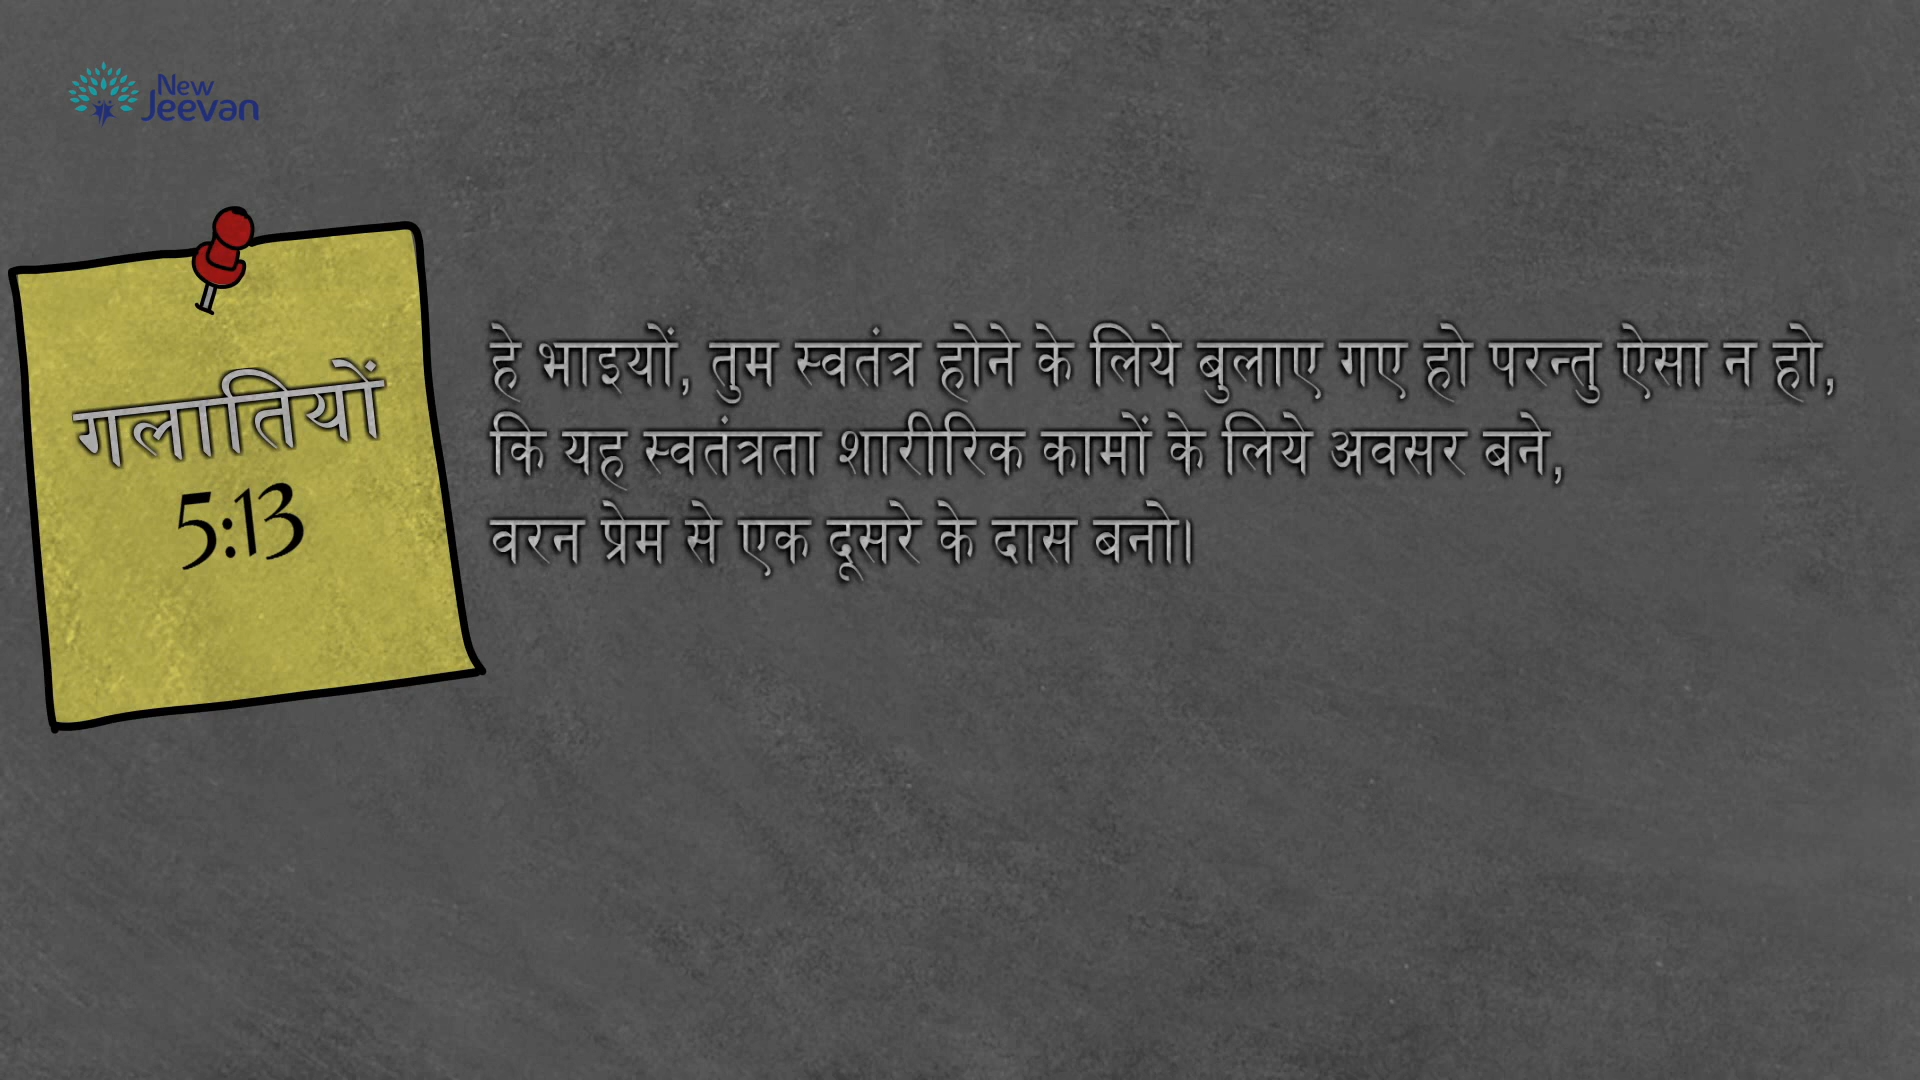 New
Jeevan
गलातियों
5:13
हे भाइयों, तुम स्वतंत्र होने के लिये बुलाए गए हो परन्तु ऐसा न हो,
कि यह स्वतंत्रता शारीरिक कामों के लिये अवसर बने,
वरन प्रेम से एक दूसरे के दास बनो।